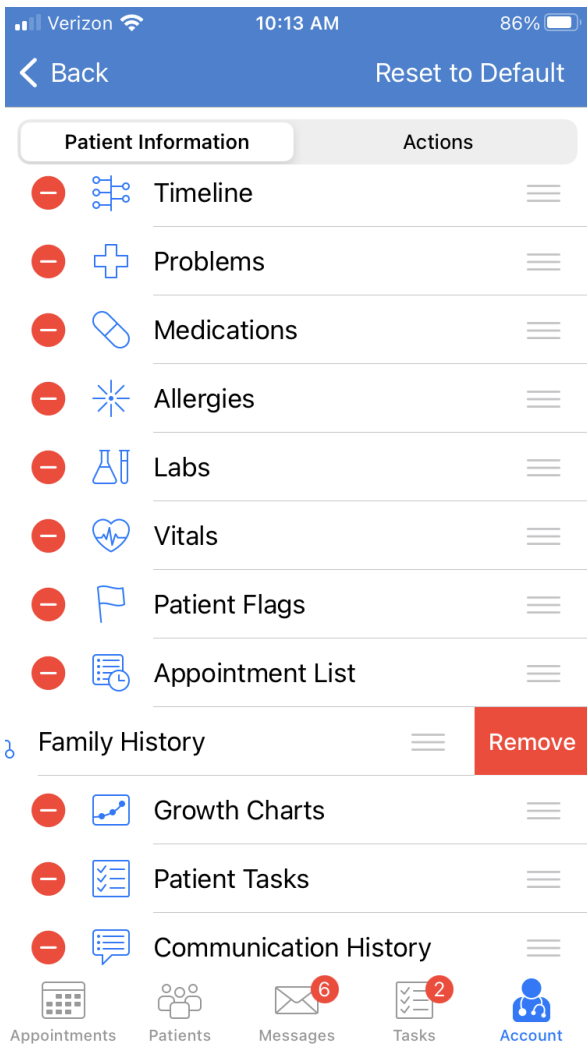 Verizon 10:13 AM 86%
Back Reset to Default
Patient Information Actions
Timeline
Problems
Medications
Allergies
Labs
Vitals
Patient Flags
Appointment List
Family History Remove
Growth Charts
Patient Tasks
Communication History
6 2
Appointments Patients Messages Tasks Account